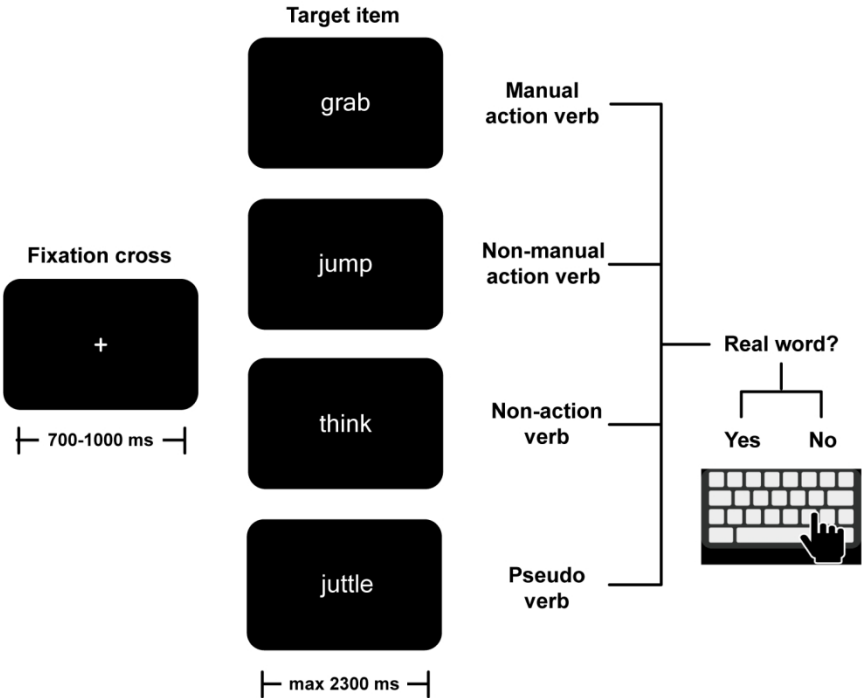 Target item
grab
Manual
action verb
Fixation cross
+
700-1000 ms
jump
Non-manual
action verb
think
Non-action
verb
juttle
Pseudo
verb
max 2300 ms
Real word?
Yes
No